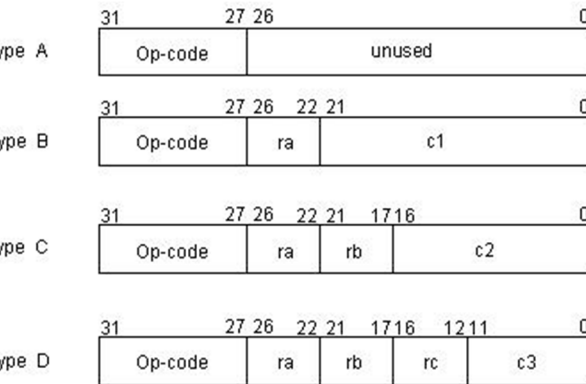 31 27 26 0
ype A Op-code unused
31 27 26 22 21 0
ype B Op-code ra c1
31 27 26 22 21 1716 0
ype C Op-code ra rb c2
31 27 26 22 21 1716 1211 0
ype D Op-code ra rb rc c3